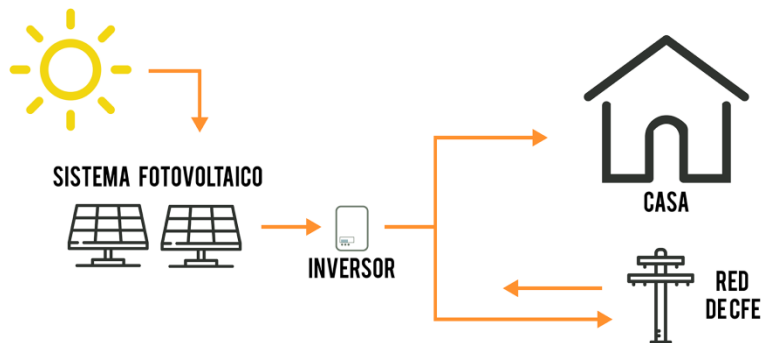 SISTEMA FOTOVOLTAICO
INVERSOR
CASA
RED
DE CFE